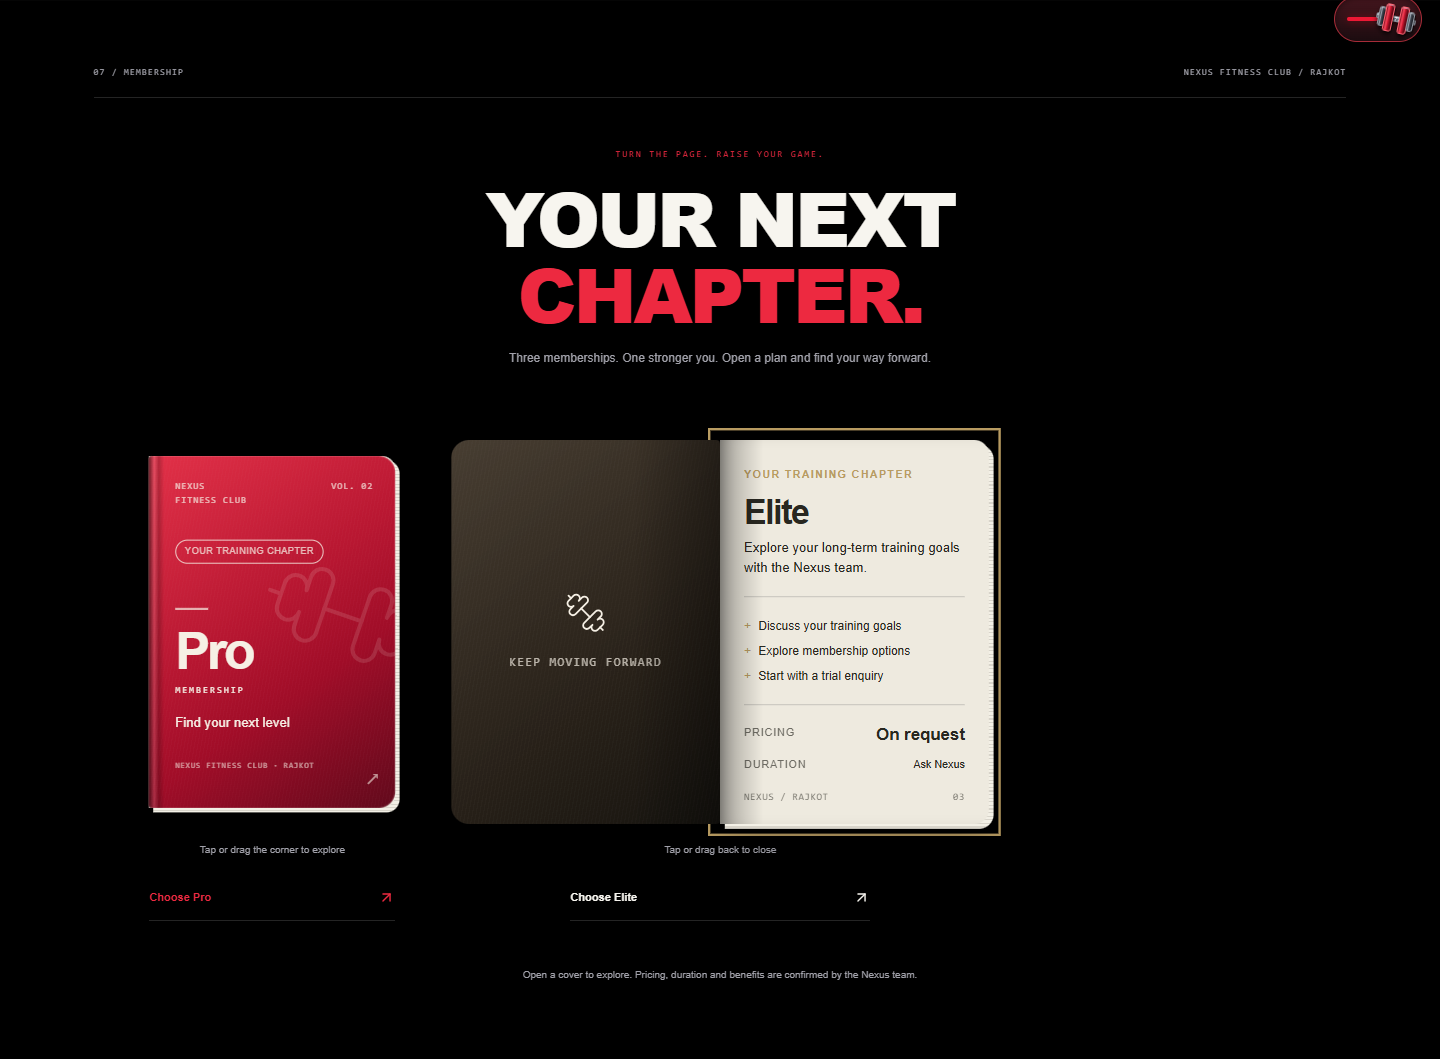 07 / MEMBERSHIP
NEXUS FITNESS CLUB / RAJKOT
TURN THE PAGE. RAISE YOUR GAME.
YOUR NEXT
CHAPTER.
Three memberships. One stronger you. Open a plan and find your way forward.
NEXUS
FITNESS CLUB
VOL. 02
YOUR TRAINING CHAPTER
Pro
MEMBERSHIP
Find your next level
NEXUS FITNESS CLUB · RAJKOT
Tap or drag the corner to explore
Choose Pro
KEEP MOVING FORWARD
YOUR TRAINING CHAPTER
Elite
Explore your long-term training goals
with the Nexus team.
+ Discuss your training goals
+ Explore membership options
+ Start with a trial enquiry
PRICING
On request
DURATION
Ask Nexus
NEXUS / RAJKOT
03
Tap or drag back to close
Choose Elite
Open a cover to explore. Pricing, duration and benefits are confirmed by the Nexus team.